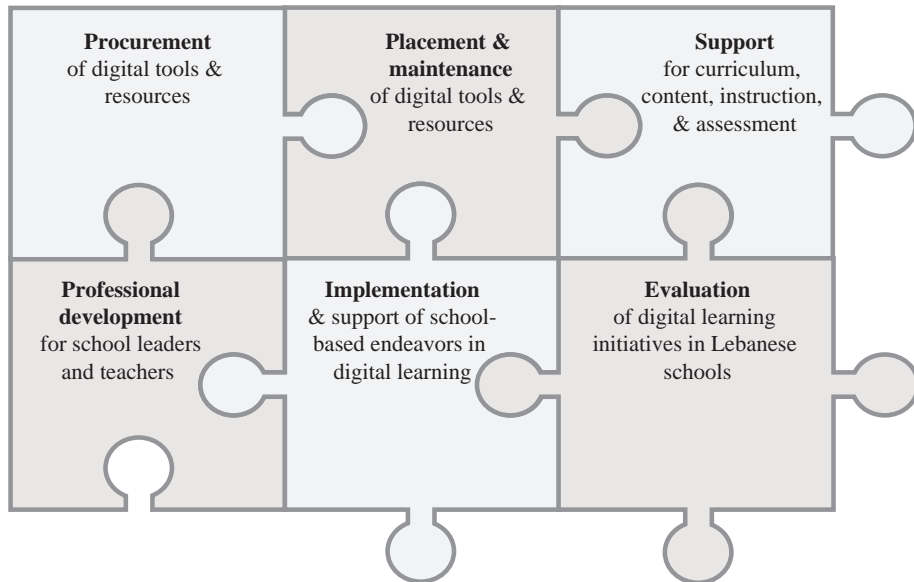 Procurement
of digital tools &
resources
Placement &
maintenance
of digital tools &
resources
Support
for curriculum,
content, instruction,
& assessment
Professional
development
for school leaders
and teachers
Implementation
& support of school-
based endeavors in
digital learning
Evaluation
of digital learning
initiatives in Lebanese
schools